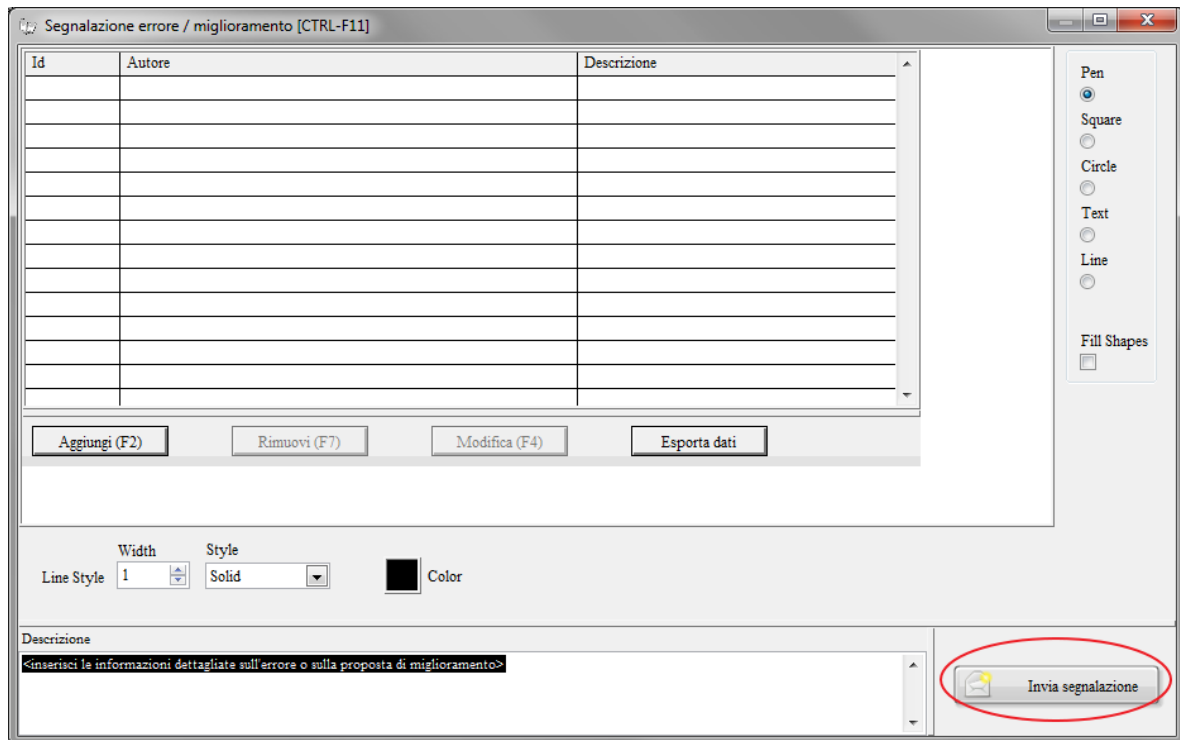 Segnalazione errore / miglioramento [CTRL-F11]
Id Autore Descrizione
Pen
Square
Circle
Text
Line
Fill Shapes
Aggiungi (F2) Rimuovi (F7) Modifica (F4) Esporta dati
Width Style
Line Style 1 Solid Color
Descrizione
<inserisci le informazioni dettagliate sull'errore o sulla proposta di miglioramento>
Invia segnalazione